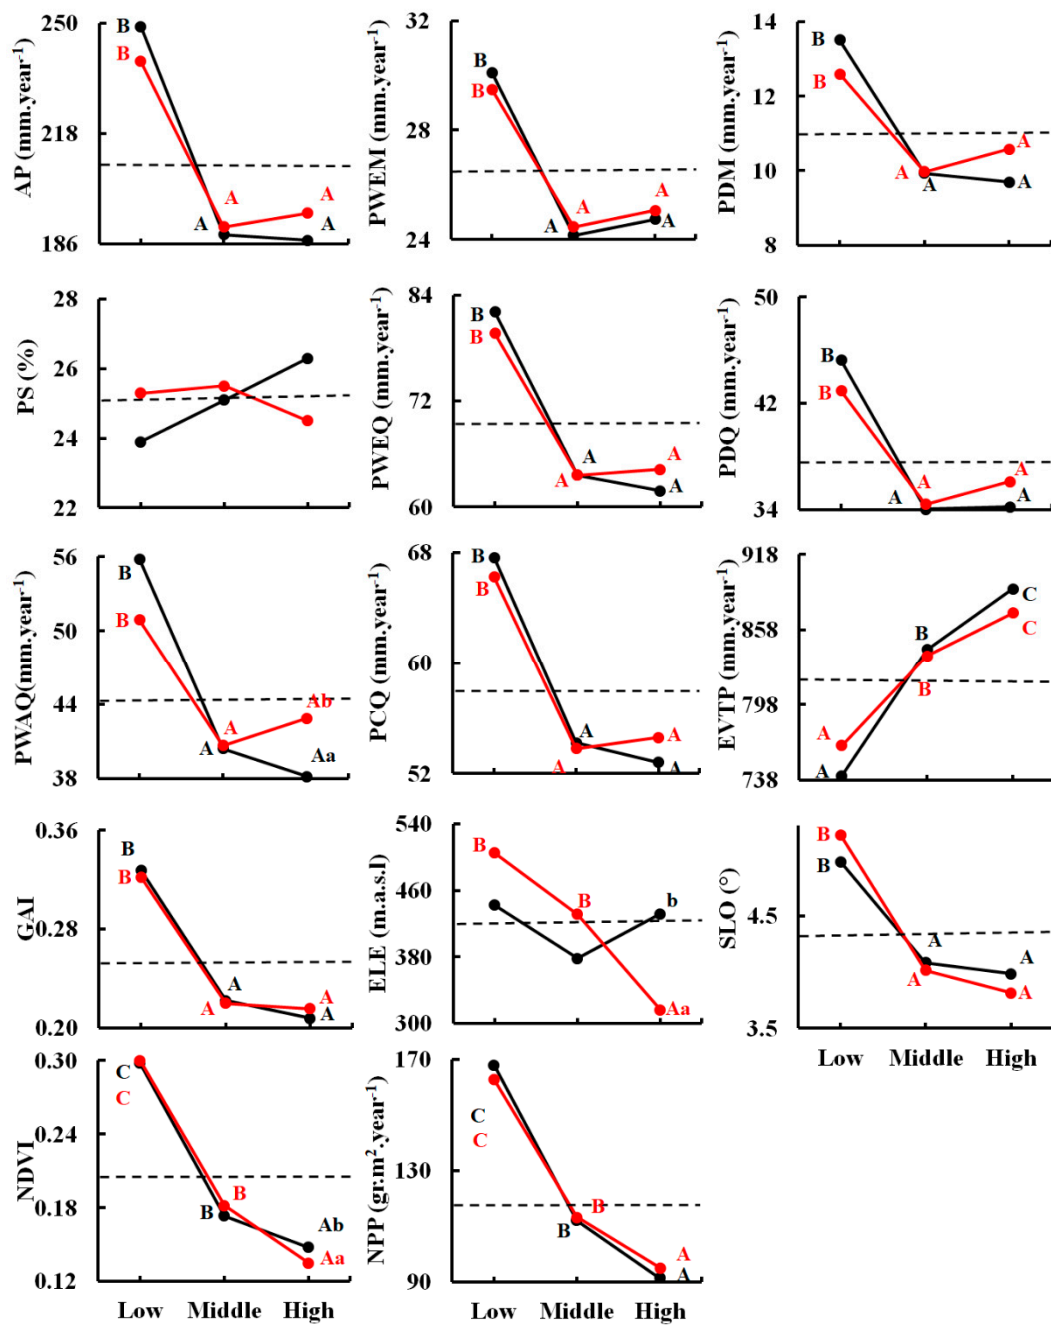 AP (mm.year-1)
250
218
186
B
B
A
A
A
A
PWEM (mm.year-1)
32
28
24
B
B
A
A
A
A
PDM (mm.year-1)
14
12
10
8
B
B
A
A
A
A
PS (%)
28
26
24
22
PWEQ (mm.year-1)
84
72
60
B
B
A
A
A
A
PDQ (mm.year-1)
50
42
34
B
B
A
A
A
A
PWAQ(mm.year-1)
56
50
44
38
B
B
A
A
Ab
Aa
PCQ (mm.year-1)
68
60
52
B
B
A
A
A
A
EVTP (mm.year-1)
918
858
798
738
A
A
B
B
C
C
GAI
0.36
0.28
0.20
B
B
A
A
A
A
ELE (m.a.s.l)
540
460
380
300
B
B
b
Aa
SLO (°)
4.5
3.5
B
B
A
A
A
A
Low Middle High
NDVI
0.30
0.24
0.18
0.12
C
C
B
B
Ab
Aa
Low Middle High
NPP (gr.m2.year-1)
170
130
90
C
C
B
B
A
A
Low Middle High